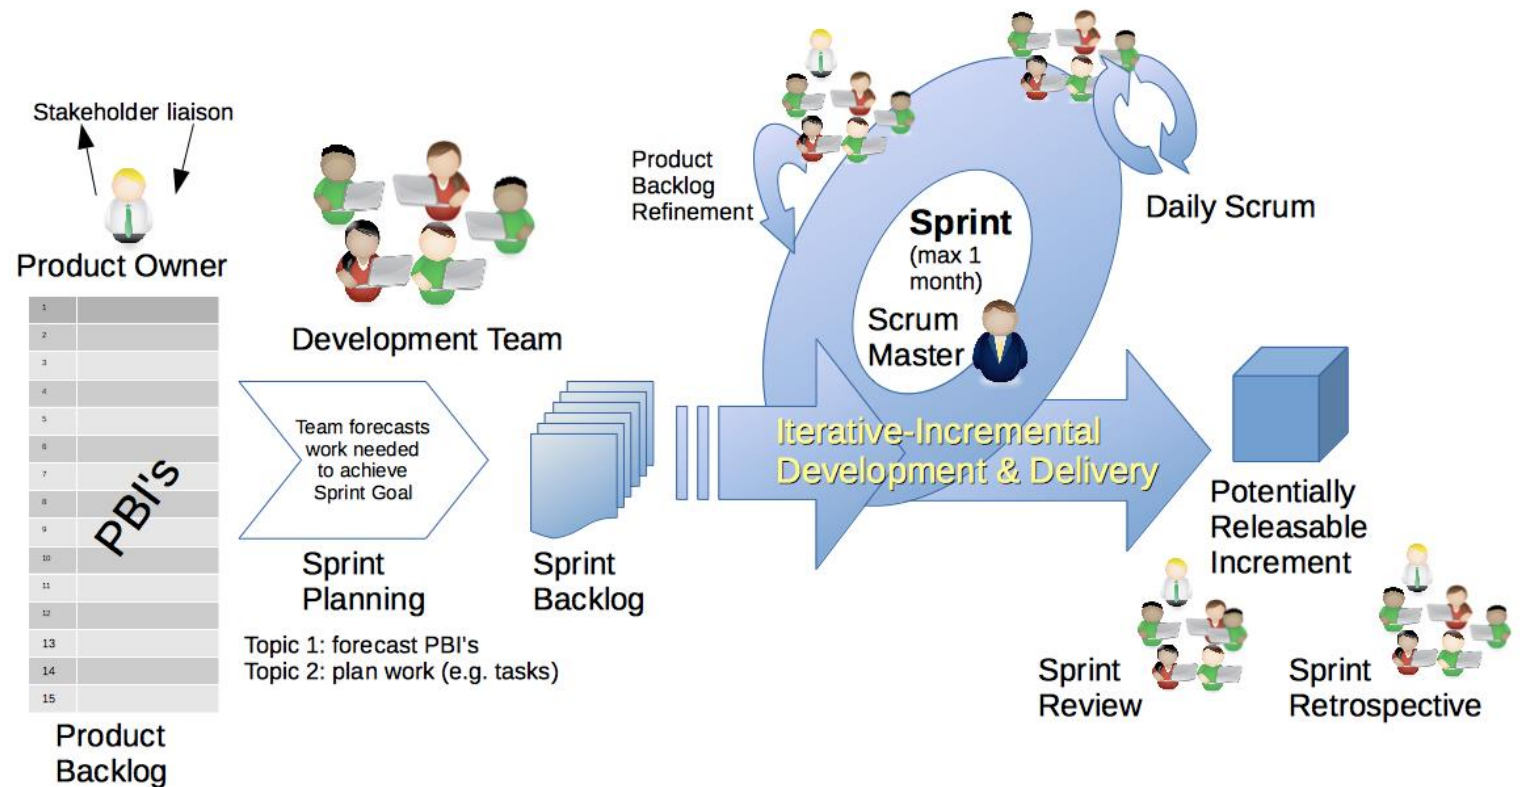 Stakeholder liaison
Product Owner
1
2
3
4
5
6
7
8
9
10
11
12
13
14
15
PBI's
Product
Backlog
Development Team
Team forecasts
work needed
to achieve
Sprint Goal
Sprint
Planning
Topic 1: forecast PBI's
Topic 2: plan work (e.g. tasks)
Sprint
Backlog
Product
Backlog
Refinement
Sprint
(max 1
month)
Scrum
Master
Daily Scrum
Iterative-Incremental
Development & Delivery
Potentially
Releasable
Increment
Sprint
Review
Sprint
Retrospective